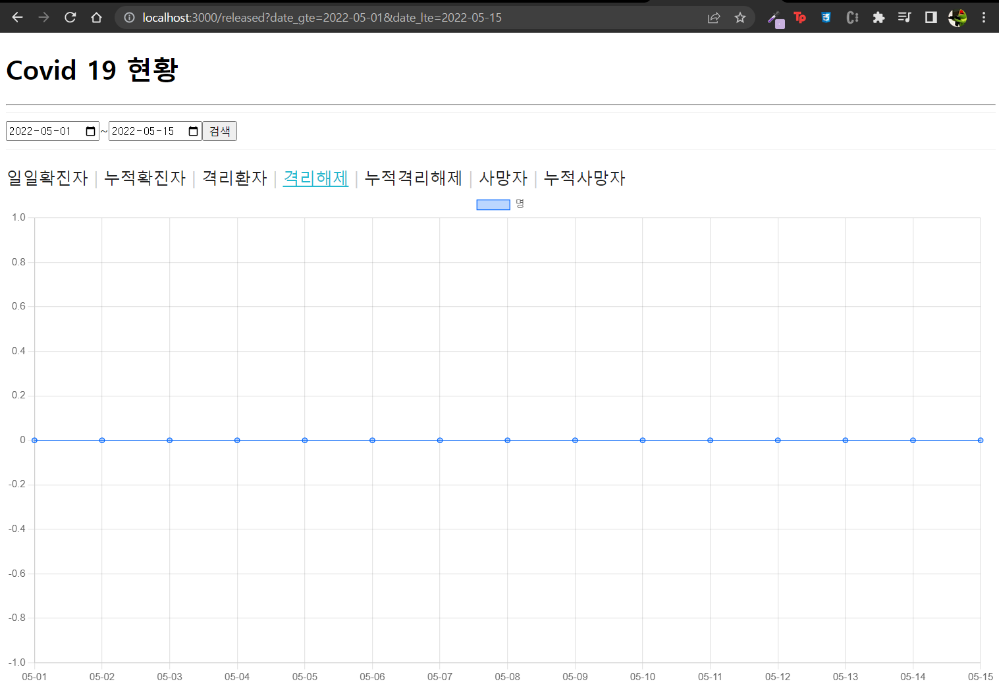 localhost:3000/released?date_gte=2022-05-01&date_lte=2022-05-15
Covid 19 현황
2022-05-01 ~ 2022-05-15 검색
일일확진자 | 누적확진자 | 격리환자 | 격리해제 | 누적격리해제 | 사망자 | 누적사망자
명
1.0
0.8
0.6
0.4
0.2
0
-0.2
-0.4
-0.6
-0.8
-1.0
05-01 05-02 05-03 05-04 05-05 05-06 05-07 05-08 05-09 05-10 05-11 05-12 05-13 05-14 05-15